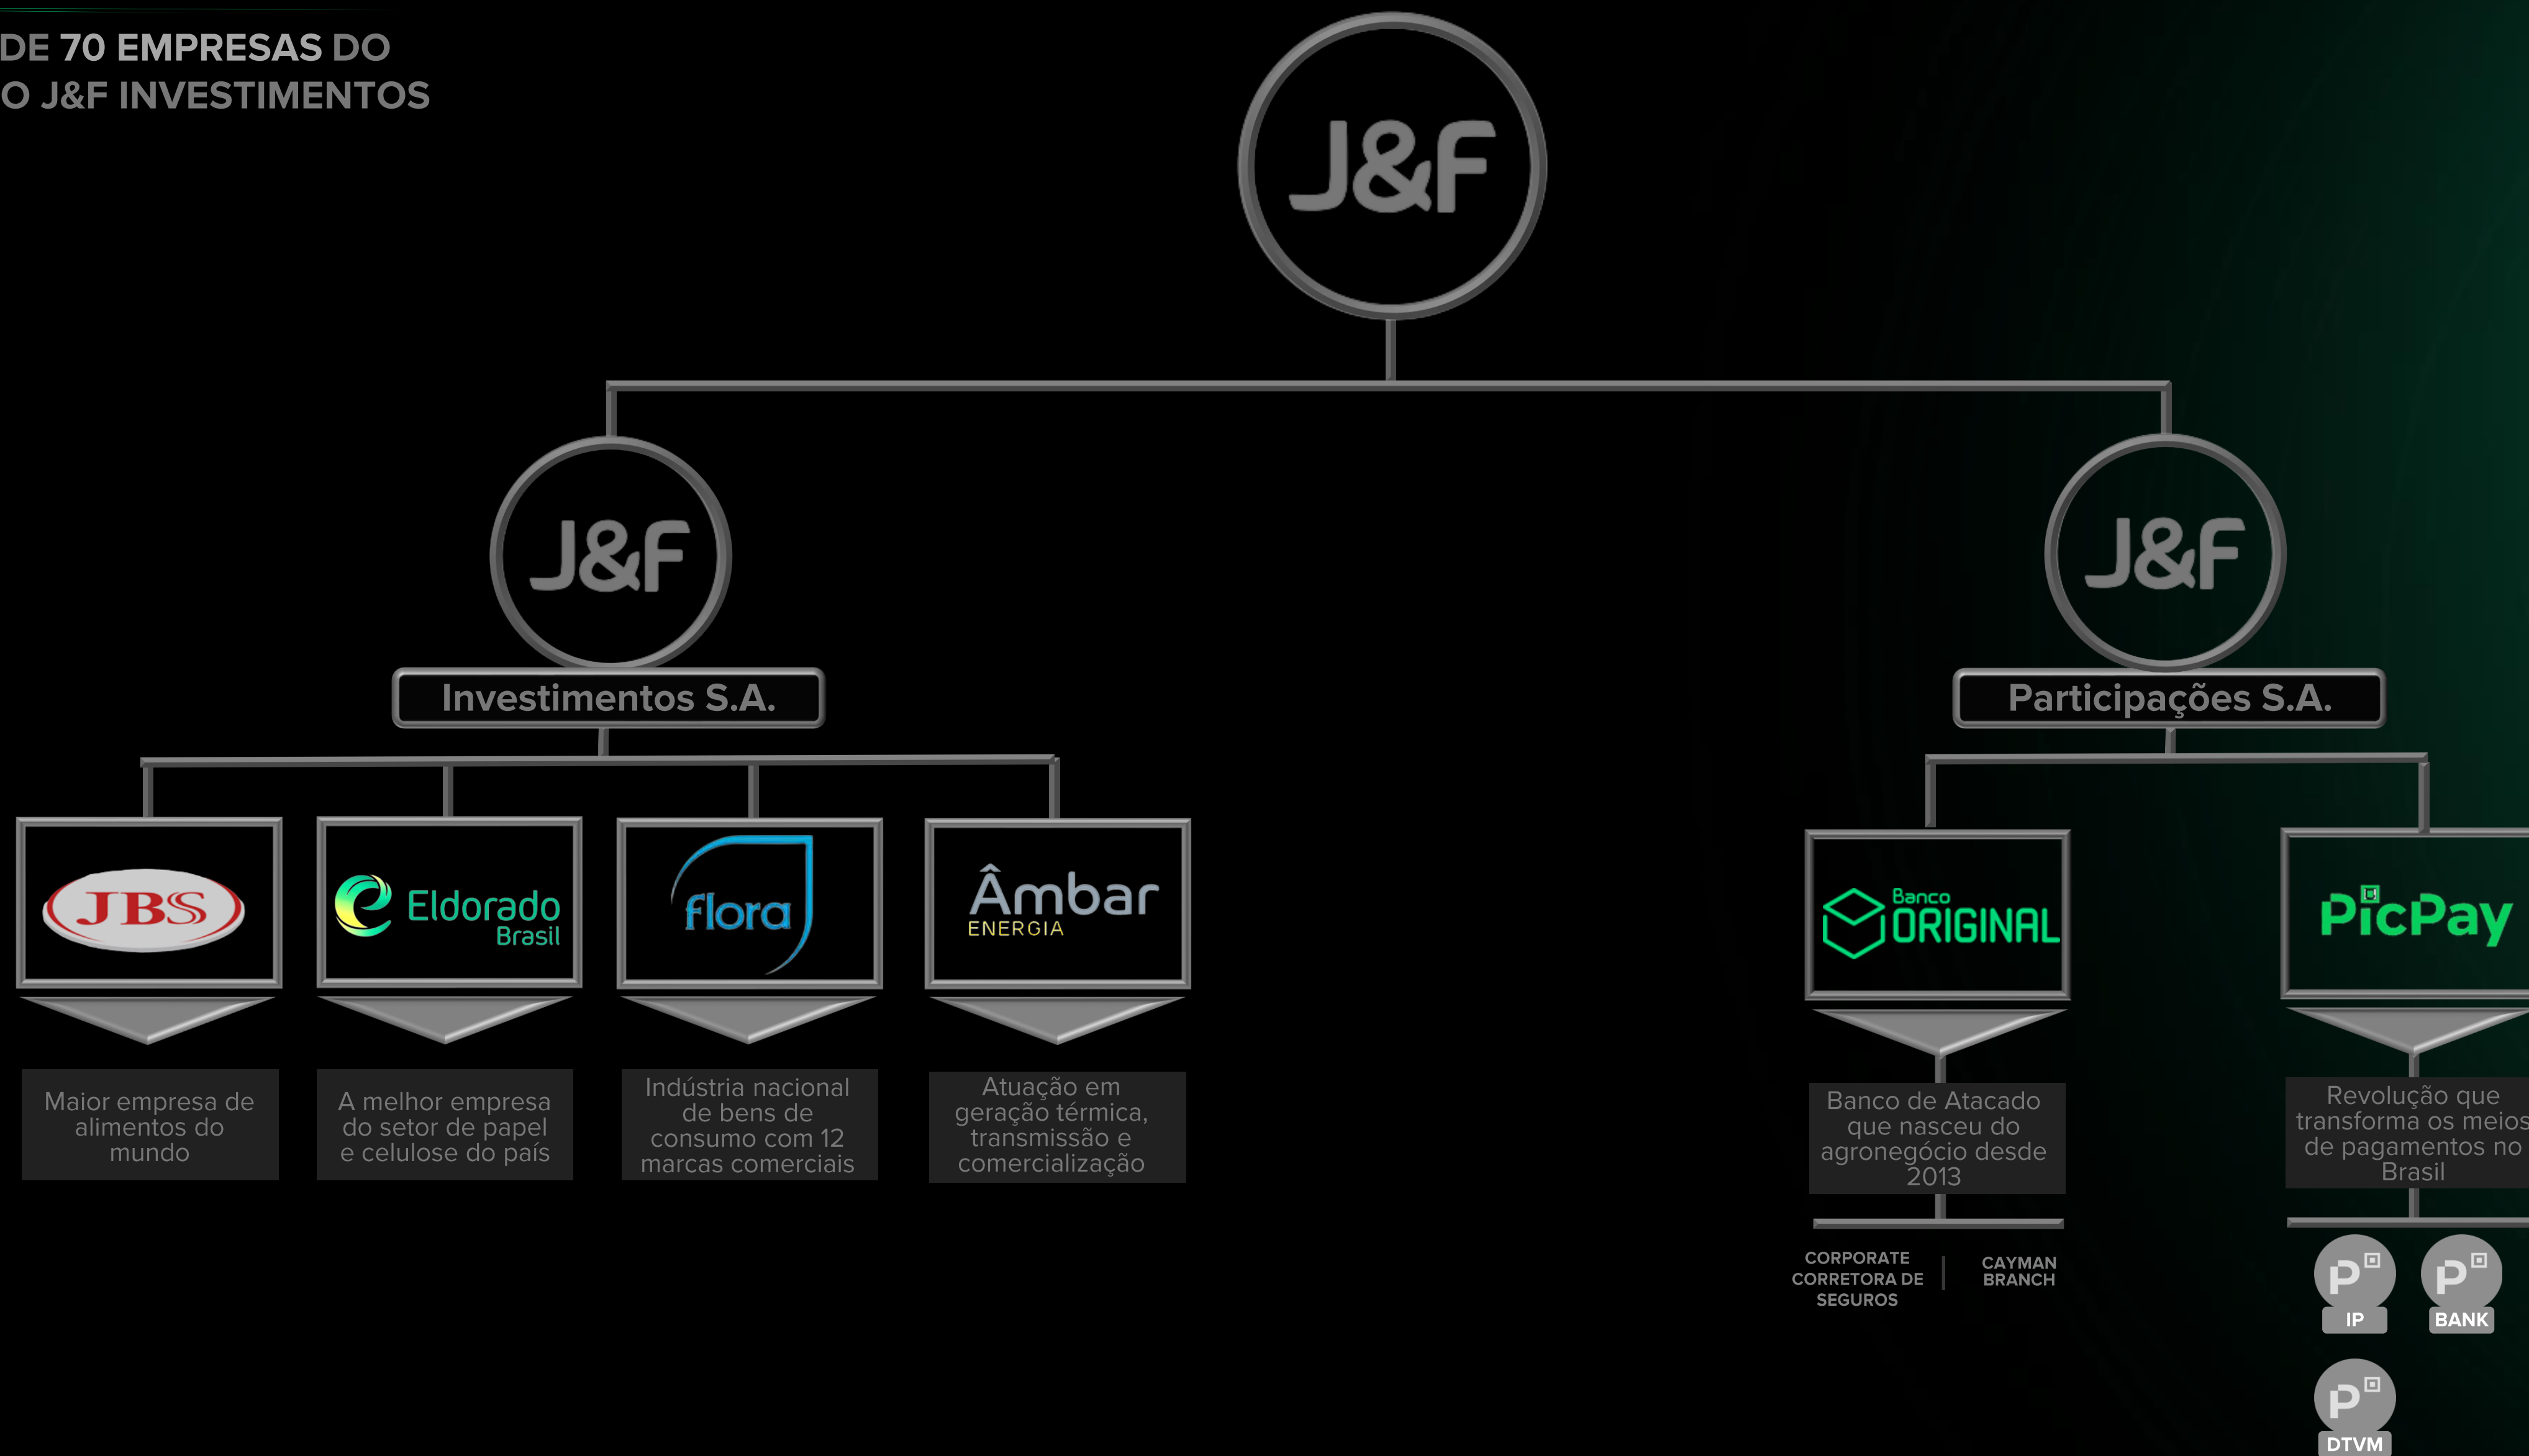 DE 70 EMPRESAS DO
O J&F INVESTIMENTOS
J&F
J&F
Investimentos S.A.
J&F
Participações S.A.
JBS
Eldorado
Brasil
flora
Âmbar
ENERGIA
Banco
ORIGINAL
PicPay
Maior empresa de
alimentos do
mundo
A melhor empresa
do setor de papel
e celulose do país
Indústria nacional
de bens de
consumo com 12
marcas comerciais
Atuação em
geração térmica,
transmissão e
comercialização
Banco de Atacado
que nasceu do
agronegócio desde
2013
Revolução que
transforma os meios
de pagamentos no
Brasil
CORPORATE
CORRETORA DE
SEGUROS
CAYMAN
BRANCH
P
IP
P
BANK
P
DTVM